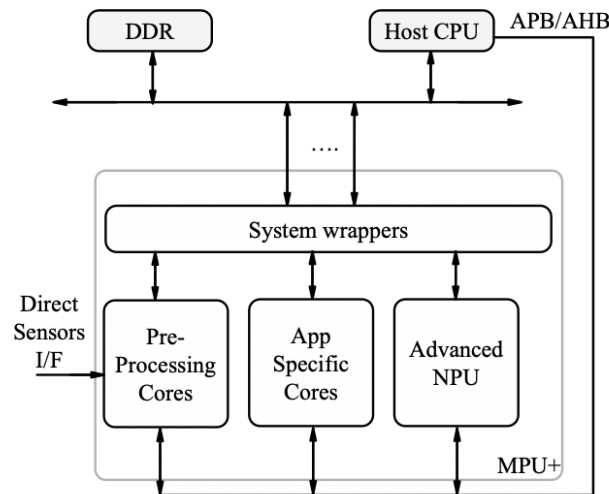 DDR
Host CPU
APB/AHB
....
System wrappers
Direct
Sensors
I/F
Pre-
Processing
Cores
App
Specific
Cores
Advanced
NPU
MPU+